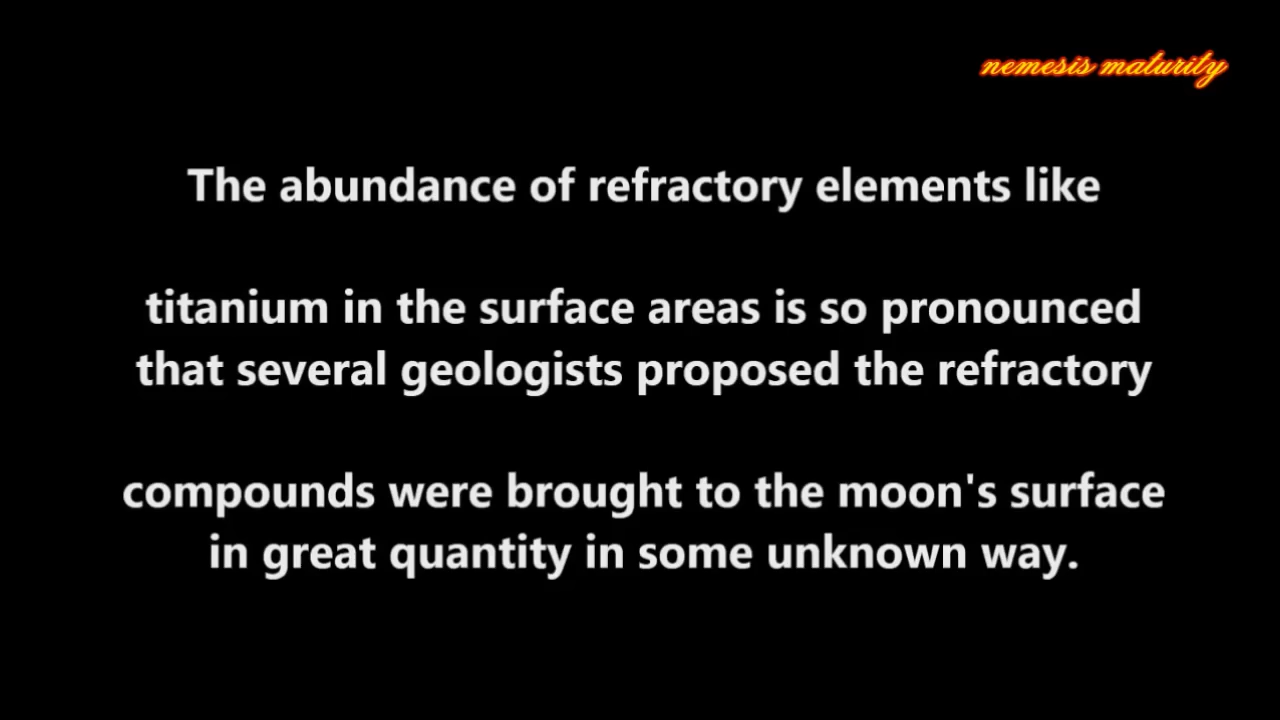 nemesis maturity
The abundance of refractory elements like
titanium in the surface areas is so pronounced
that several geologists proposed the refractory
compounds were brought to the moon's surface
in great quantity in some unknown way.